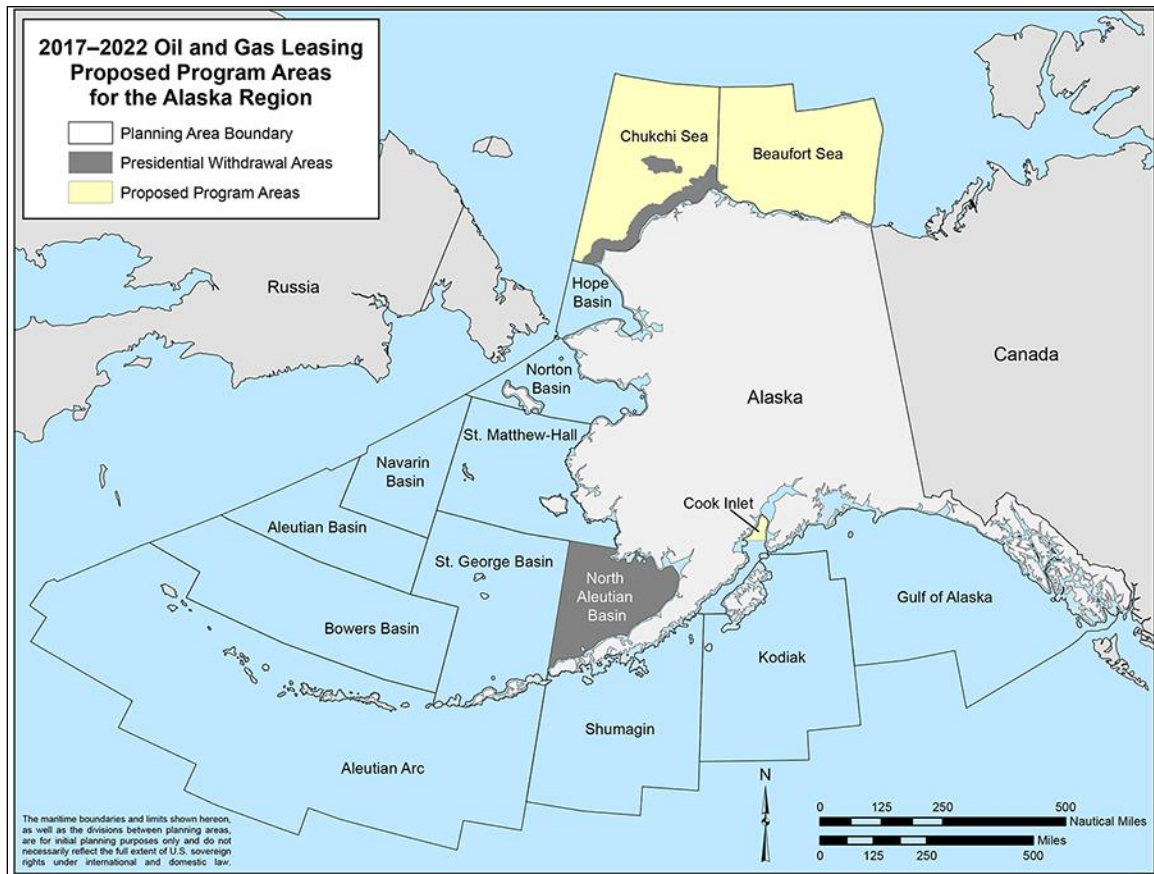 2017–2022 Oil and Gas Leasing
Proposed Program Areas
for the Alaska Region
Planning Area Boundary
Presidential Withdrawal Areas
Proposed Program Areas
Chukchi Sea
Beaufort Sea
Russia
Hope
Basin
Canada
Norton
Basin
Alaska
St. Matthew-Hall
Navarin
Basin
Cook Inlet
Aleutian Basin
St. George Basin
North
Aleutian
Basin
Gulf of Alaska
Bowers Basin
Kodiak
Shumagin
Aleutian Arc
N
0 125 250 500
Nautical Miles
Miles
0 125 250 500
The maritime boundaries and limits shown hereon,
as well as the divisions between planning areas,
are for initial planning purposes only and do not
necessarily reflect the full extent of U.S. sovereign
rights under international and domestic law.